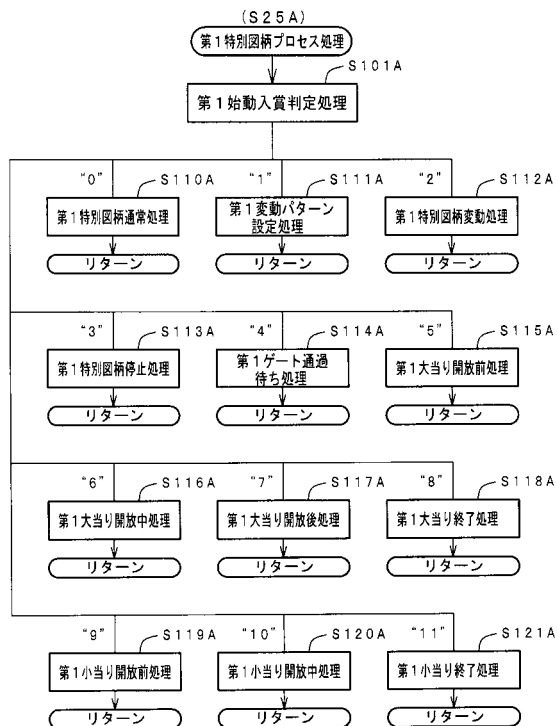 (S25A)
第1特別図柄プロセス処理
S101A
第1始動入賞判定処理
“0” S110A “1” S111A “2” S112A
第1特別図柄通常処理 第1変動パターン設定処理 第1特別図柄変動処理
リターン リターン リターン
“3” S113A “4” S114A “5” S115A
第1特別図柄停止処理 第1ゲート通過待ち処理 第1大当り開放前処理
リターン リターン リターン
“6” S116A “7” S117A “8” S118A
第1大当り開放中処理 第1大当り開放後処理 第1大当り終了処理
リターン リターン リターン
“9” S119A “10” S120A “11” S121A
第1小当り開放前処理 第1小当り開放中処理 第1小当り終了処理
リターン リターン リターン